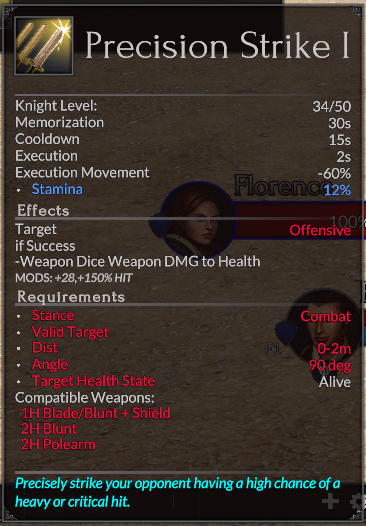 Precision Strike I
Knight Level: 34/50
Memorization 30s
Cooldown 15s
Execution 2s
Execution Movement -60%
• Stamina 12%
Effects
Target Offensive
if Success
-Weapon Dice Weapon DMG to Health
MODS: +28,+150% HIT
Requirements
• Stance Combat
• Valid Target
• Dist 0-2m
• Angle 90 deg
• Target Health State Alive
Compatible Weapons:
1H Blade/Blunt + Shield
2H Blunt
2H Polearm
Precisely strike your opponent having a high chance of a
heavy or critical hit.
Florence
100%